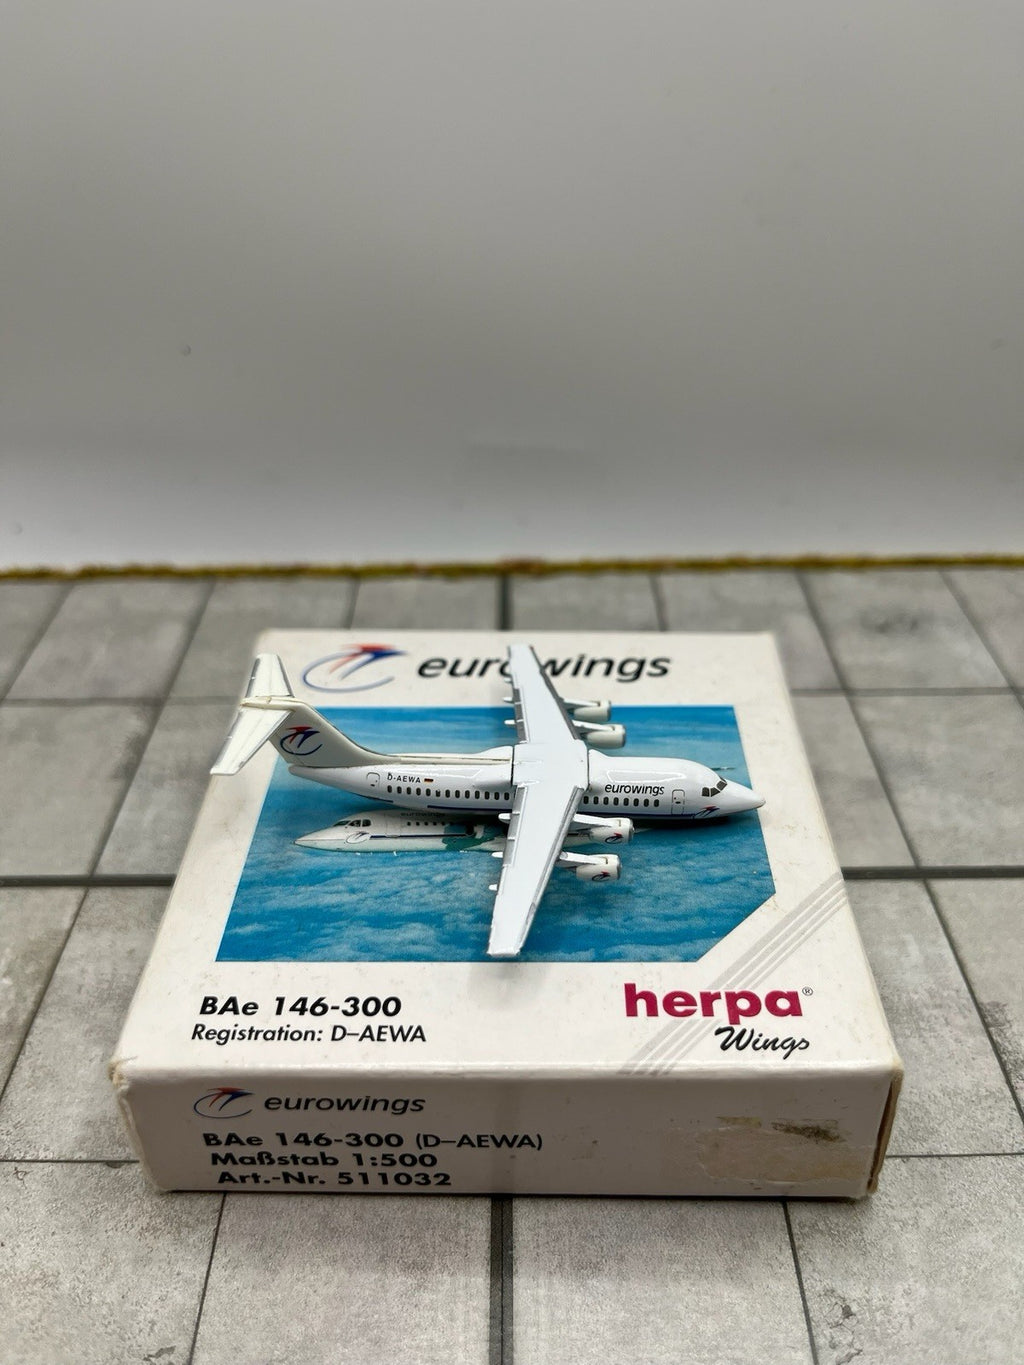 eurowings
D-AEWA
eurowings
BAe 146-300
Registration: D–AEWA
herpa®
Wings
eurowings
BAe 146-300 (D–AEWA)
Maßstab 1:500
Art.-Nr. 511032